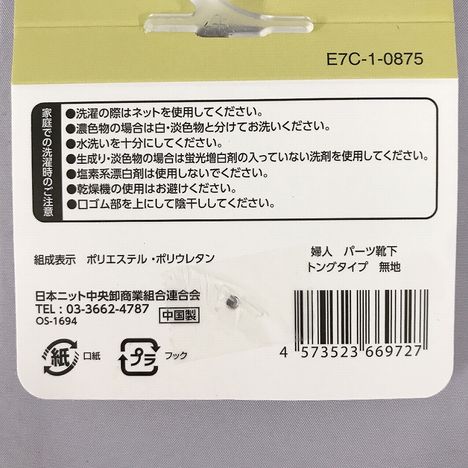 E7C-1-0875
家庭での洗濯時のご注意
●洗濯の際はネットを使用してください。
●濃色物の場合は白・淡色物と分けてお洗いください。
●水洗いを十分にしてください。
●生成り・淡色物の場合は蛍光増白剤の入っていない洗剤を使用してください。
●塩素系漂白剤は使用しないでください。
●乾燥機の使用はお避けください。
●口ゴム部を上にして陰干ししてください。
組成表示 ポリエステル・ポリウレタン
婦人 パーツ靴下
トングタイプ 無地
日本ニット中央卸商業組合連合会
TEL:03-3662-4787 中国製
OS-1694
紙 口紙 プラ フック
4 573523 669727